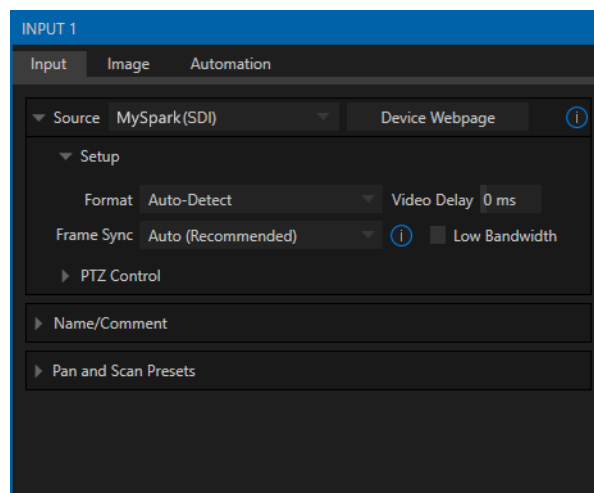 INPUT 1
Input Image Automation
Source MySpark(SDI) Device Webpage
Setup
Format Auto-Detect Video Delay 0 ms
Frame Sync Auto (Recommended) Low Bandwidth
PTZ Control
Name/Comment
Pan and Scan Presets